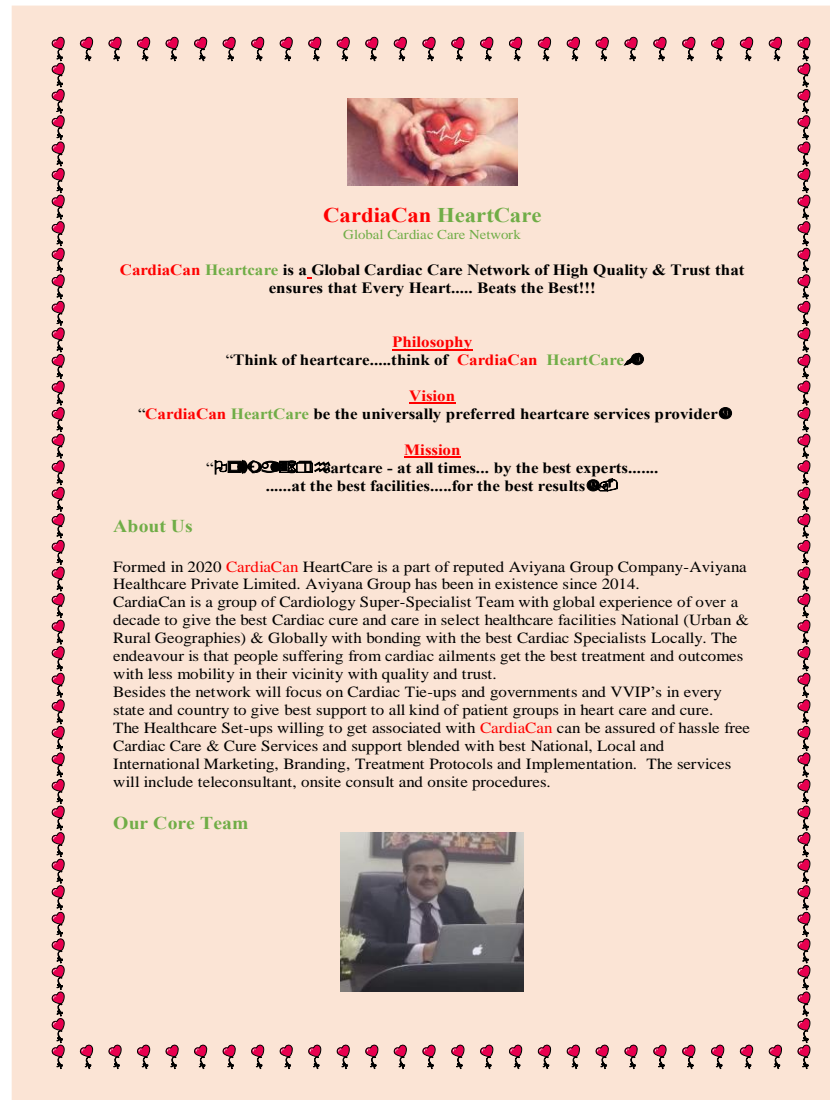 CardiaCan HeartCare
Global Cardiac Care Network
CardiaCan Heartcare is a Global Cardiac Care Network of High Quality & Trust that
ensures that Every Heart..... Beats the Best!!!
Philosophy
“Think of heartcare.....think of CardiaCan HeartCare
Vision
“CardiaCan HeartCare be the universally preferred heartcare services provider
Mission
“artcare - at all times... by the best experts.......
......at the best facilities.....for the best results
About Us
Formed in 2020 CardiaCan HeartCare is a part of reputed Aviyana Group Company-Aviyana
Healthcare Private Limited. Aviyana Group has been in existence since 2014.
CardiaCan is a group of Cardiology Super-Specialist Team with global experience of over a
decade to give the best Cardiac cure and care in select healthcare facilities National (Urban &
Rural Geographies) & Globally with bonding with the best Cardiac Specialists Locally. The
endeavour is that people suffering from cardiac ailments get the best treatment and outcomes
with less mobility in their vicinity with quality and trust.
Besides the network will focus on Cardiac Tie-ups and governments and VVIP’s in every
state and country to give best support to all kind of patient groups in heart care and cure.
The Healthcare Set-ups willing to get associated with CardiaCan can be assured of hassle free
Cardiac Care & Cure Services and support blended with best National, Local and
International Marketing, Branding, Treatment Protocols and Implementation.  The services
will include teleconsultant, onsite consult and onsite procedures.
Our Core Team